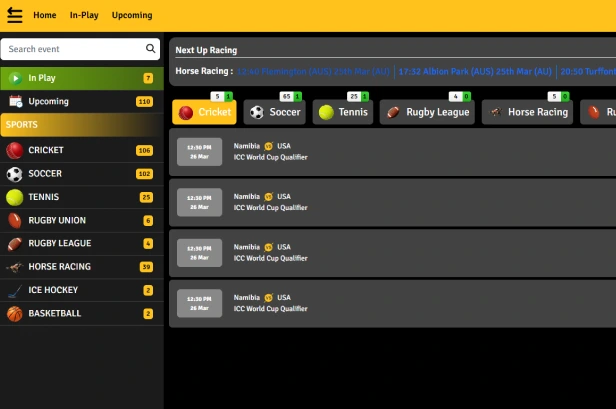 Home In-Play Upcoming
Search event
In Play 7
Upcoming 110
SPORTS
CRICKET 106
SOCCER 102
TENNIS 25
RUGBY UNION 6
RUGBY LEAGUE 4
HORSE RACING 39
ICE HOCKEY 2
BASKETBALL 2
Next Up Racing
Horse Racing : 12:40 Flemington (AUS) 25th Mar (AU) | 17:32 Albion Park (AUS) 25th Mar (AU) | 20:50 Turffont
5 1 65 1 25 1 4 0 5 0
Cricket Soccer Tennis Rugby League Horse Racing Ru
12:30 PM Namibia VS USA
26 Mar ICC World Cup Qualifier
12:30 PM Namibia VS USA
26 Mar ICC World Cup Qualifier
12:30 PM Namibia VS USA
26 Mar ICC World Cup Qualifier
12:30 PM Namibia VS USA
26 Mar ICC World Cup Qualifier